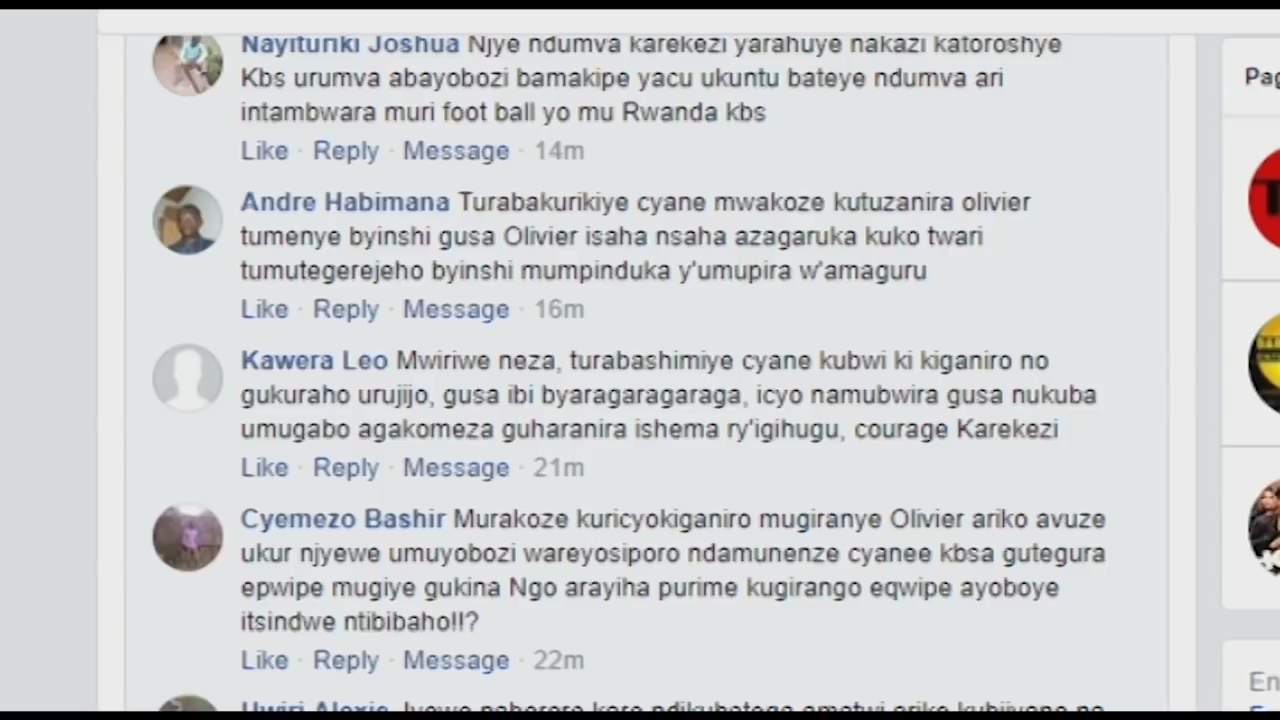 Nayituriki Joshua Njye ndumva karekezi yarahuye nakazi katoroshye
Kbs urumva abayobozi bamakipe yacu ukuntu bateye ndumva ari
intambwara muri foot ball yo mu Rwanda kbs
Like · Reply · Message · 14m
Andre Habimana Turabakurikiye cyane mwakoze kutuzanira olivier
tumenye byinshi gusa Olivier isaha nsaha azagaruka kuko twari
tumutegerejeho byinshi mumpinduka y'umupira w'amaguru
Like · Reply · Message · 16m
Kawera Leo Mwiriwe neza, turabashimiye cyane kubwi ki kiganiro no
gukuraho urujijo, gusa ibi byaragaragaraga, icyo namubwira gusa nukuba
umugabo agakomeza guharanira ishema ry'igihugu, courage Karekezi
Like · Reply · Message · 21m
Cyemezo Bashir Murakoze kuricyokiganiro mugiranye Olivier ariko avuze
ukur njyewe umuyobozi wareyosiporo ndamunenze cyanee kbsa gutegura
epwipe mugiye gukina Ngo arayiha purime kugirango eqwipe ayoboye
itsindwe ntibibaho!!?
Like · Reply · Message · 22m
Pag
En